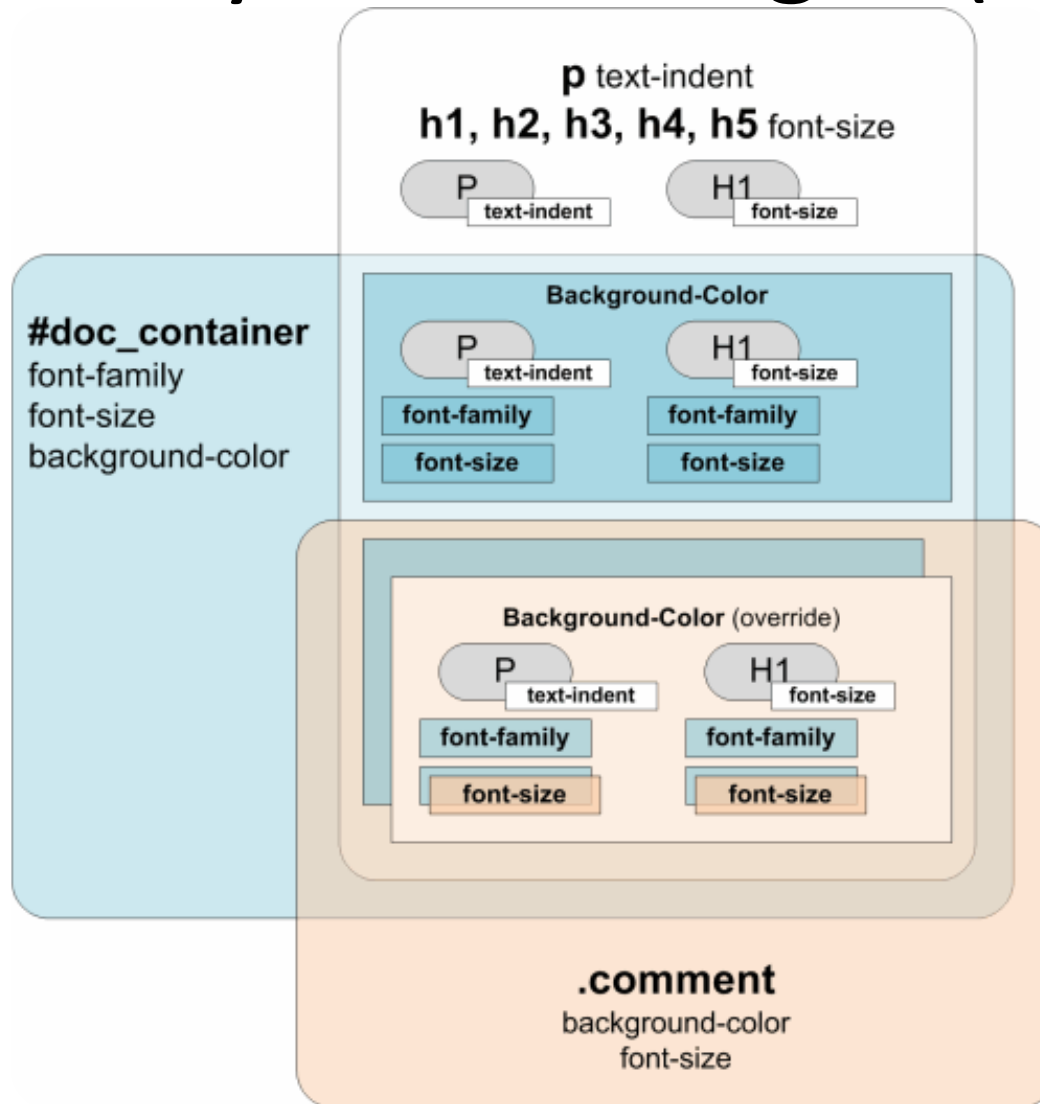 p text-indent
h1, h2, h3, h4, h5 font-size
P
text-indent
H1
font-size
#doc_container
font-family
font-size
background-color
Background-Color
P
text-indent
H1
font-size
font-family
font-family
font-size
font-size
Background-Color (override)
P
text-indent
H1
font-size
font-family
font-family
font-size
font-size
.comment
background-color
font-size